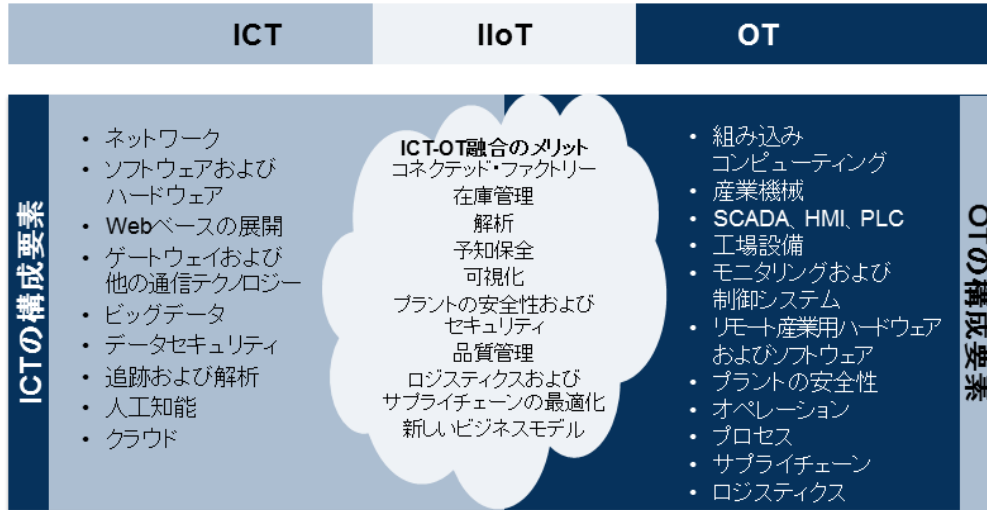 ICT
IIoT
OT
ICTの構成要素
• ネットワーク
• ソフトウェアおよび
ハードウェア
• Webベースの展開
• ゲートウェイおよび
他の通信テクノロジー
• ビッグデータ
• データセキュリティ
• 追跡および解析
• 人工知能
• クラウド
ICT-OT融合のメリット
コネクテッド・ファクトリー
在庫管理
解析
予知保全
可視化
プラントの安全性および
セキュリティ
品質管理
ロジスティクスおよび
サプライチェーンの最適化
新しいビジネスモデル
• 組み込み
コンピューティング
• 産業機械
• SCADA、HMI、PLC
• 工場設備
• モニタリングおよび
制御システム
• リモート産業用ハードウェア
およびソフトウェア
• プラントの安全性
• オペレーション
• プロセス
• サプライチェーン
• ロジスティクス
OTの構成要素